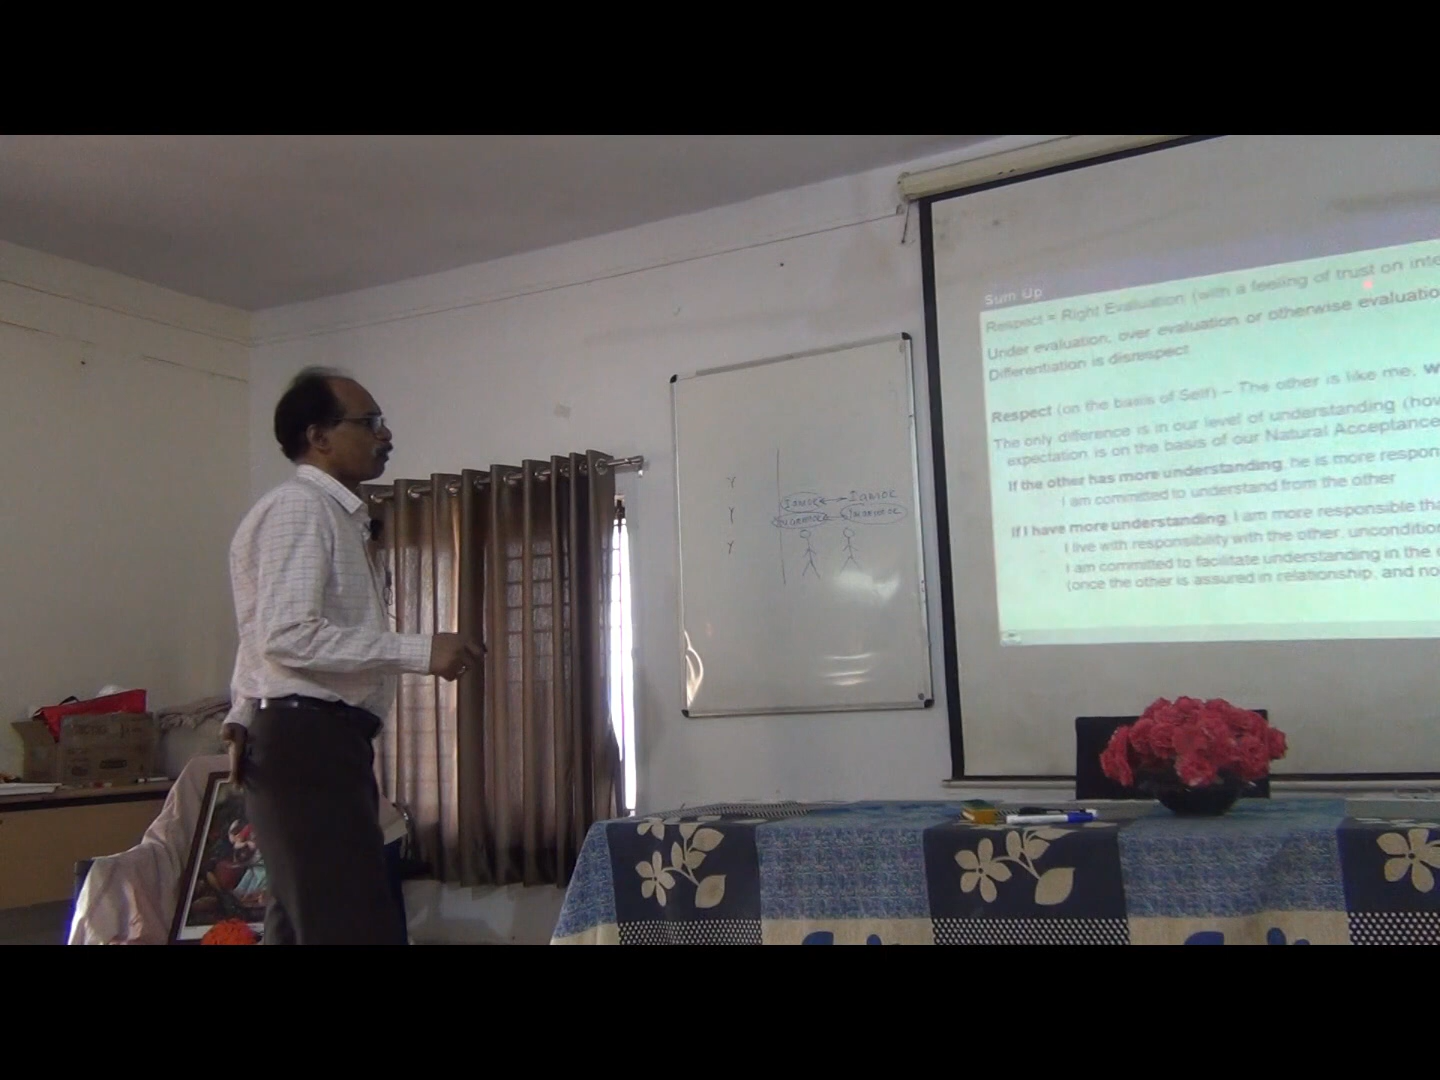 Sum Up
Respect = Right Evaluation (with a feeling of trust on inte
Under evaluation, over evaluation or otherwise evaluatio
Differentiation is disrespect
Respect (on the basis of Self) – The other is like me, w
The only difference is in our level of understanding (hov
expectation is on the basis of our Natural Acceptance
If the other has more understanding, he is more respon
I am committed to understand from the other
If I have more understanding, I am more responsible tha
I live with responsibility with the other, uncondition
I am committed to facilitate understanding in the
(once the other is assured in relationship, and no
Y
Y
Y